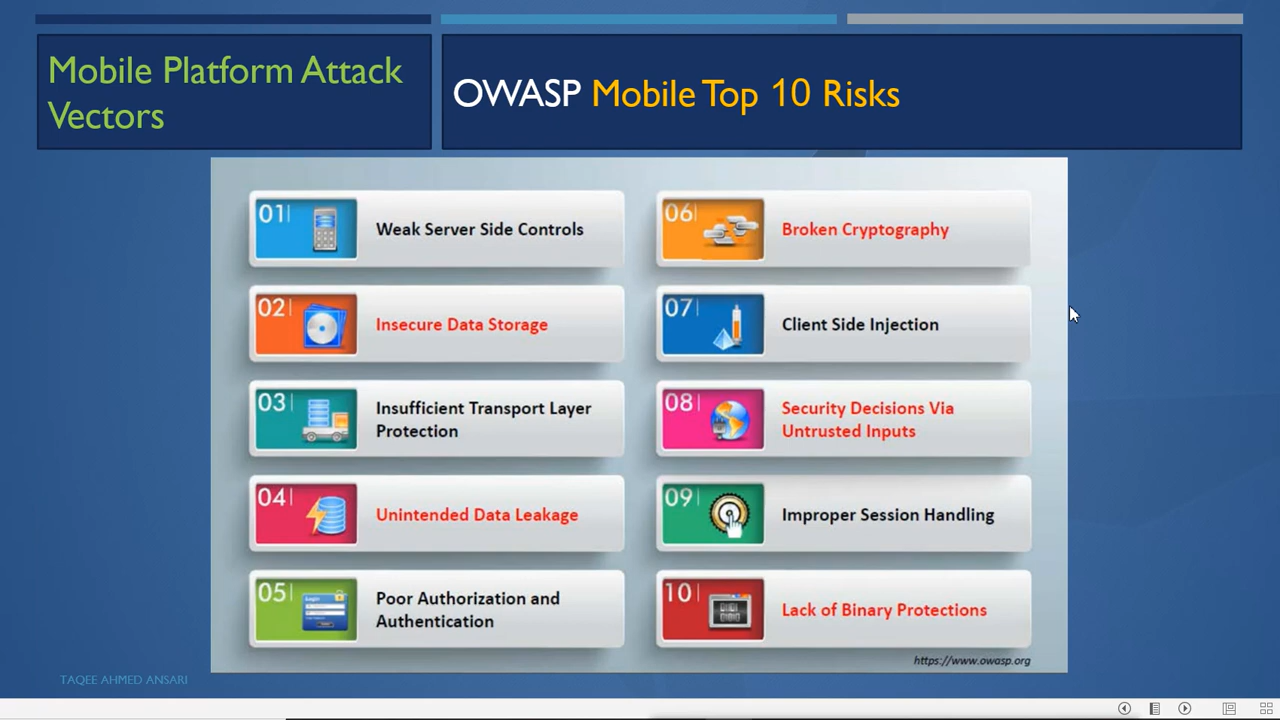 Mobile Platform Attack
Vectors
OWASP Mobile Top 10 Risks
01
Weak Server Side Controls
02
Insecure Data Storage
03
Insufficient Transport Layer
Protection
04
Unintended Data Leakage
05
Poor Authorization and
Authentication
06
Broken Cryptography
07
Client Side Injection
08
Security Decisions Via
Untrusted Inputs
09
Improper Session Handling
10
Lack of Binary Protections
https://www.owasp.org
TAQEE AHMED ANSARI